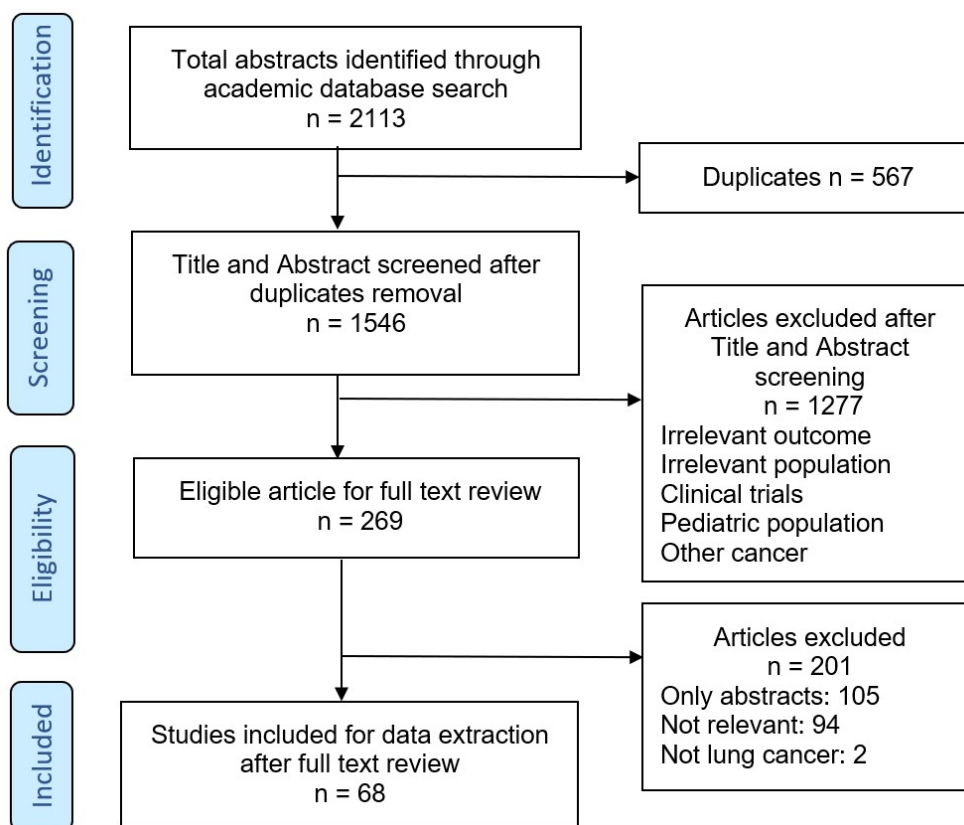 Identification
Total abstracts identified through
academic database search
n = 2113
Duplicates n = 567
Screening
Title and Abstract screened after
duplicates removal
n = 1546
Articles excluded after
Title and Abstract
screening
n = 1277
Irrelevant outcome
Irrelevant population
Clinical trials
Pediatric population
Other cancer
Eligibility
Eligible article for full text review
n = 269
Articles excluded
n = 201
Only abstracts: 105
Not relevant: 94
Not lung cancer: 2
Included
Studies included for data extraction
after full text review
n = 68